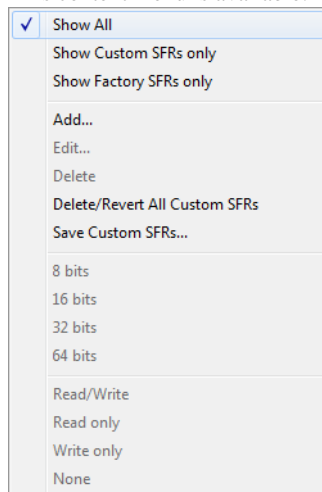 Show All
Show Custom SFRs only
Show Factory SFRs only
Add...
Edit...
Delete
Delete/Revert All Custom SFRs
Save Custom SFRs...
8 bits
16 bits
32 bits
64 bits
Read/Write
Read only
Write only
None